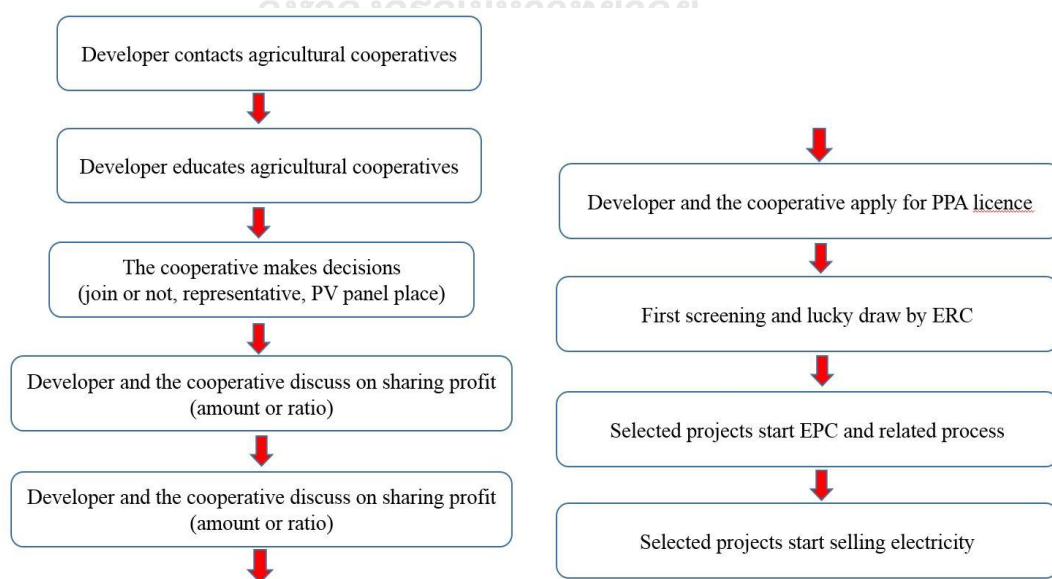 Developer contacts agricultural cooperatives
Developer educates agricultural cooperatives
The cooperative makes decisions
(join or not, representative, PV panel place)
Developer and the cooperative discuss on sharing profit
(amount or ratio)
Developer and the cooperative discuss on sharing profit
(amount or ratio)
Developer and the cooperative apply for PPA licence
First screening and lucky draw by ERC
Selected projects start EPC and related process
Selected projects start selling electricity